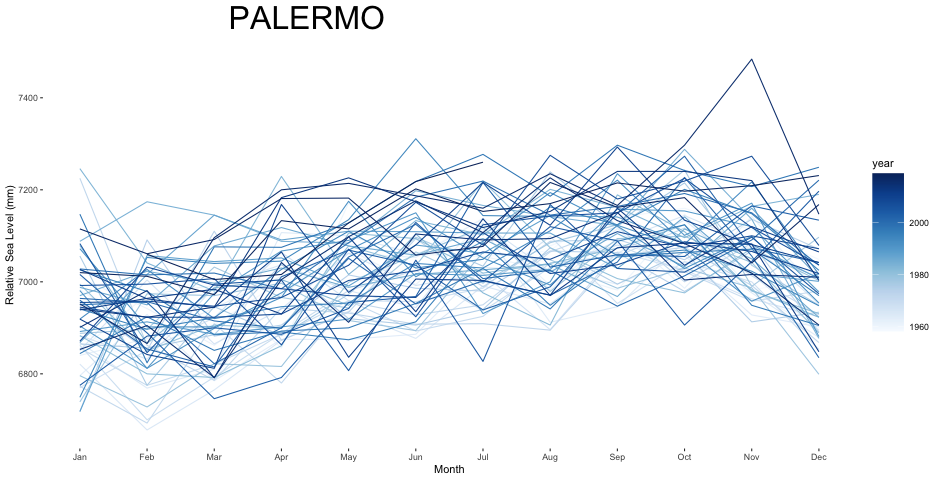 PALERMO
Relative Sea Level (mm)
7400
7200
7000
6800
Jan Feb Mar Apr May Jun Jul Aug Sep Oct Nov Dec
Month
year
2000
1980
1960